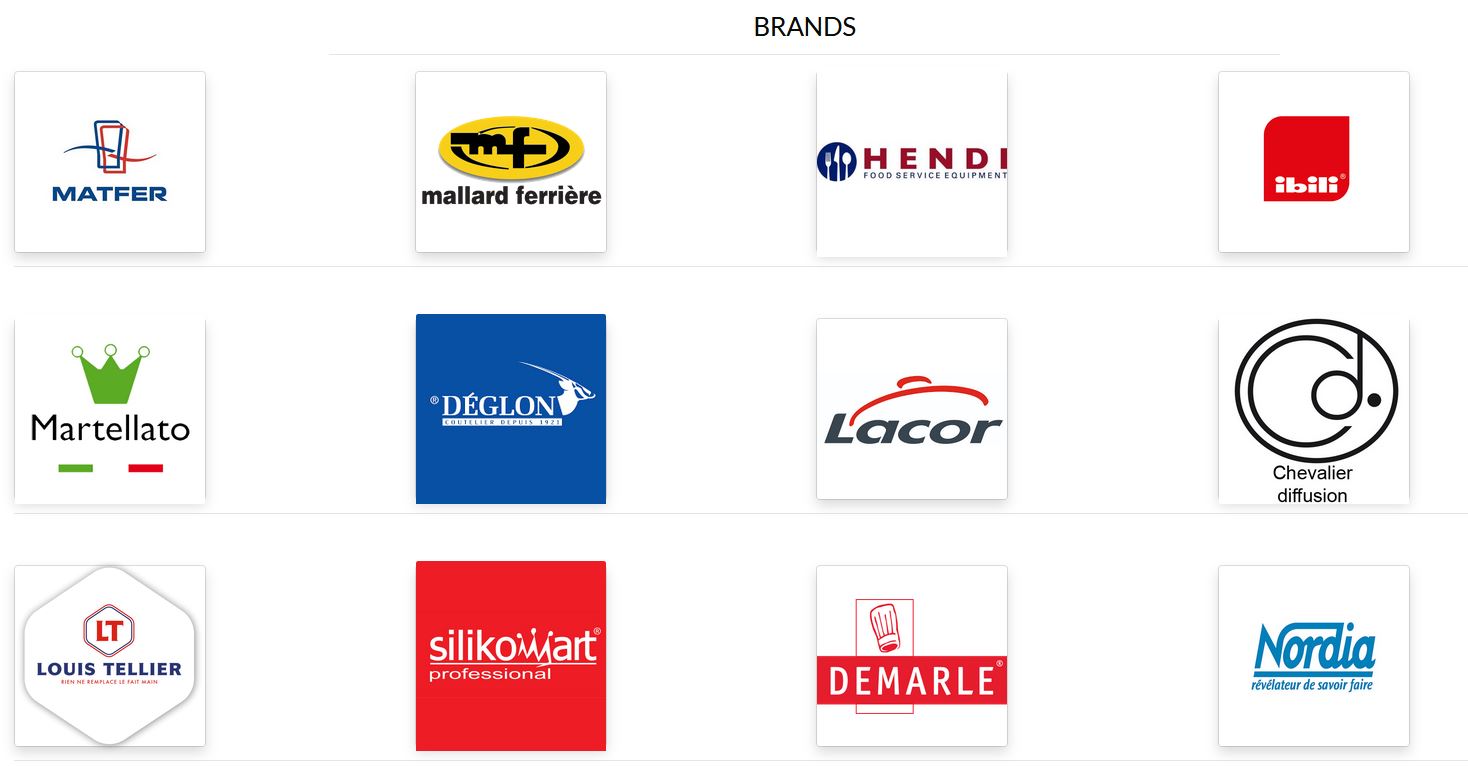 BRANDS
MATFER
mf
mallard ferrière
HENDI
FOOD SERVICE EQUIPMENT
ibili®
Martellato
® DÉGLON
COUTELIER DEPUIS 1921
Lacor
cd.
Chevalier
diffusion
LT
LOUIS TELLIER
RIEN NE REMPLACE LE FAIT MAIN
silikomart®
professional
DEMARLE®
Nordia
révélateur de savoir faire